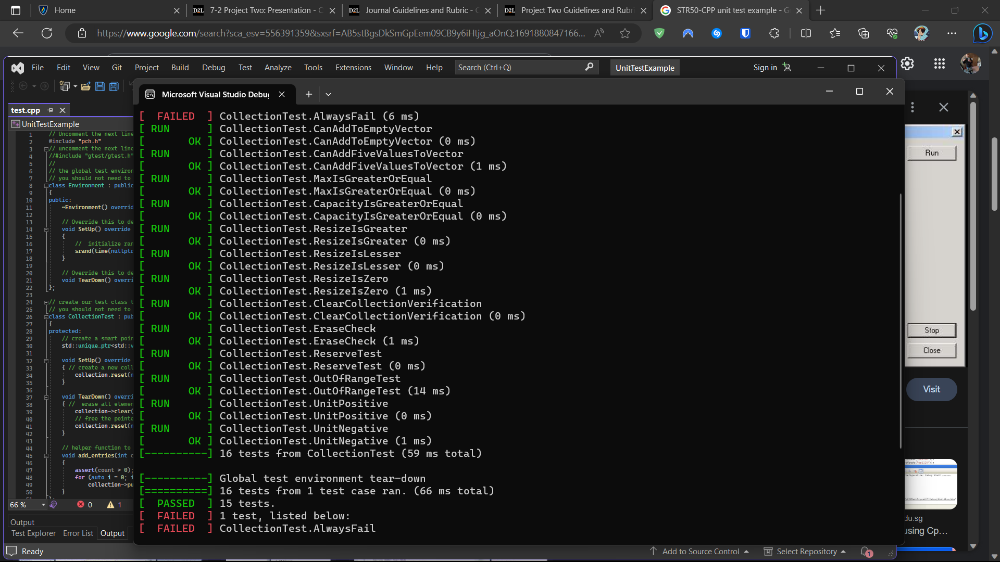 Home
7-2 Project Two: Presentation - C
Journal Guidelines and Rubric - C
Project Two Guidelines and Rubri
STR50-CPP unit test example - G
https://www.google.com/search?sca_esv=556391359&sxsrf=AB5stBgsDkSmGpEem09CB9y6iHtjg_aOnQ:1691880847166...
File Edit View Git Project Build Debug Test Analyze Tools Extensions Window Help
Search (Ctrl+Q)
UnitTestExample
Sign in
Microsoft Visual Studio Debu
test.cpp
UnitTestExample
1 // Uncomment the next line
2 #include "pch.h"
3 // uncomment the next line
4 //#include "gtest/gtest.h"
5 //
6 // the global test environ
7 // you should not need to
8 class Environment : public
9 {
10 public:
11 ~Environment() overrid
12
13 // Override this to de
14 void SetUp() override
15 {
16 // initialize ran
17 srand(time(nullptr
18 }
19
20 // Override this to de
21 void TearDown() overri
22 };
23
24 // create our test class t
25 // you should not need to
26 class CollectionTest : pub
27 {
28 protected:
29 // create a smart poin
30 std::unique_ptr<std::v
31
32 void SetUp() override
33 { // create a new coll
34 collection.reset(n
35 }
36
37 void TearDown() overri
38 { // erase all elemen
39 collection->clear(
40 // free the pointe
41 collection.reset(n
42 }
43
44 // helper function to
45 void add_entries(int c
46 {
47 assert(count > 0);
48 for (auto i = 0; i
49 collection->pu
50 }
[  FAILED  ] CollectionTest.AlwaysFail (6 ms)
[ RUN      ] CollectionTest.CanAddToEmptyVector
[       OK ] CollectionTest.CanAddToEmptyVector (0 ms)
[ RUN      ] CollectionTest.CanAddFiveValuesToVector
[       OK ] CollectionTest.CanAddFiveValuesToVector (1 ms)
[ RUN      ] CollectionTest.MaxIsGreaterOrEqual
[       OK ] CollectionTest.MaxIsGreaterOrEqual (0 ms)
[ RUN      ] CollectionTest.CapacityIsGreaterOrEqual
[       OK ] CollectionTest.CapacityIsGreaterOrEqual (0 ms)
[ RUN      ] CollectionTest.ResizeIsGreater
[       OK ] CollectionTest.ResizeIsGreater (0 ms)
[ RUN      ] CollectionTest.ResizeIsLesser
[       OK ] CollectionTest.ResizeIsLesser (0 ms)
[ RUN      ] CollectionTest.ResizeIsZero
[       OK ] CollectionTest.ResizeIsZero (1 ms)
[ RUN      ] CollectionTest.ClearCollectionVerification
[       OK ] CollectionTest.ClearCollectionVerification (0 ms)
[ RUN      ] CollectionTest.EraseCheck
[       OK ] CollectionTest.EraseCheck (1 ms)
[ RUN      ] CollectionTest.ReserveTest
[       OK ] CollectionTest.ReserveTest (0 ms)
[ RUN      ] CollectionTest.OutOfRangeTest
[       OK ] CollectionTest.OutOfRangeTest (14 ms)
[ RUN      ] CollectionTest.UnitPositive
[       OK ] CollectionTest.UnitPositive (0 ms)
[ RUN      ] CollectionTest.UnitNegative
[       OK ] CollectionTest.UnitNegative (1 ms)
[----------] 16 tests from CollectionTest (59 ms total)
[----------] Global test environment tear-down
[==========] 16 tests from 1 test case ran. (66 ms total)
[  PASSED  ] 15 tests.
[  FAILED  ] 1 test, listed below:
[  FAILED  ] CollectionTest.AlwaysFail
Run
Stop
Close
Visit
du.sg
using Cp...
66 % 0 1
Output
Test Explorer Error List Output
Ready
Add to Source Control
Select Repository
1